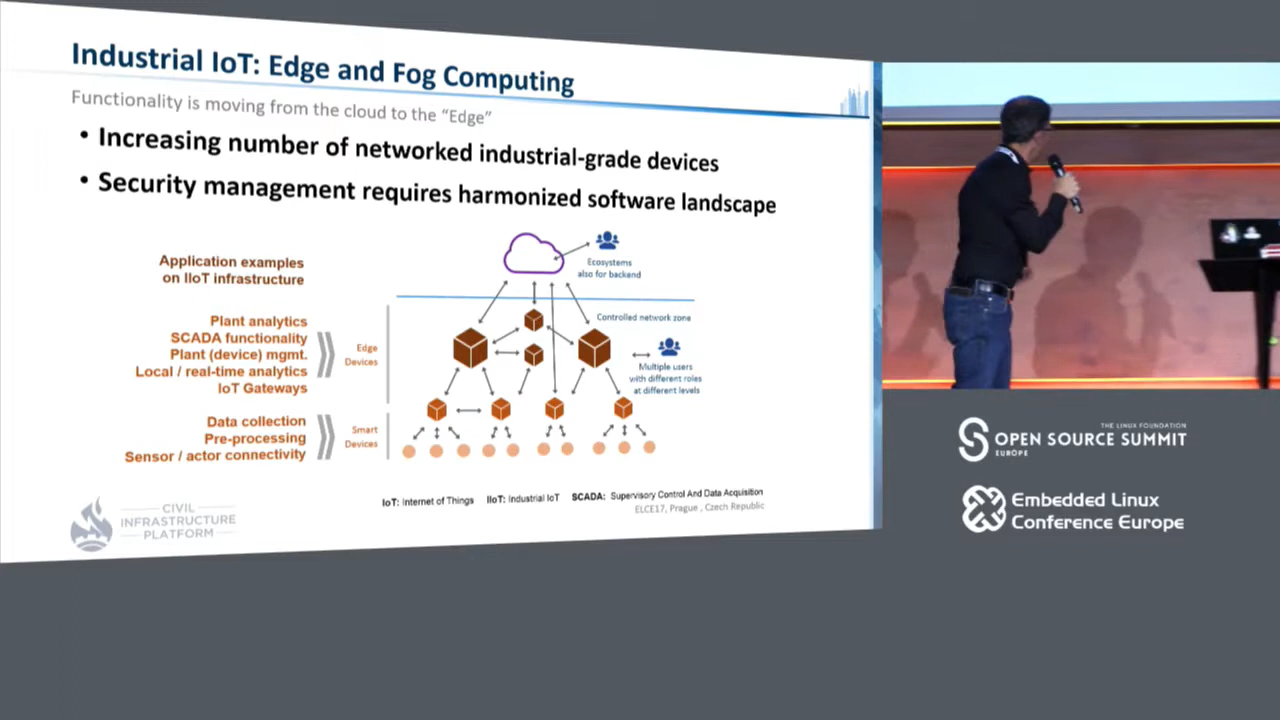 Industrial IoT: Edge and Fog Computing
Functionality is moving from the cloud to the “Edge”
• Increasing number of networked industrial-grade devices
• Security management requires harmonized software landscape
Application examples
on IIoT infrastructure
Ecosystems
also for backend
Controlled network zone
Plant analytics
SCADA functionality
Plant (device) mgmt.
Local / real-time analytics
IoT Gateways
Edge
Devices
Multiple users
with different roles
at different levels
Data collection
Pre-processing
Sensor / actor connectivity
Smart
Devices
IoT: Internet of Things IIoT: Industrial IoT SCADA: Supervisory Control And Data Acquisition
ELCE17, Prague , Czech Republic
CIVIL
INFRASTRUCTURE
PLATFORM
THE LINUX FOUNDATION
OPEN SOURCE SUMMIT
EUROPE
Embedded Linux
Conference Europe